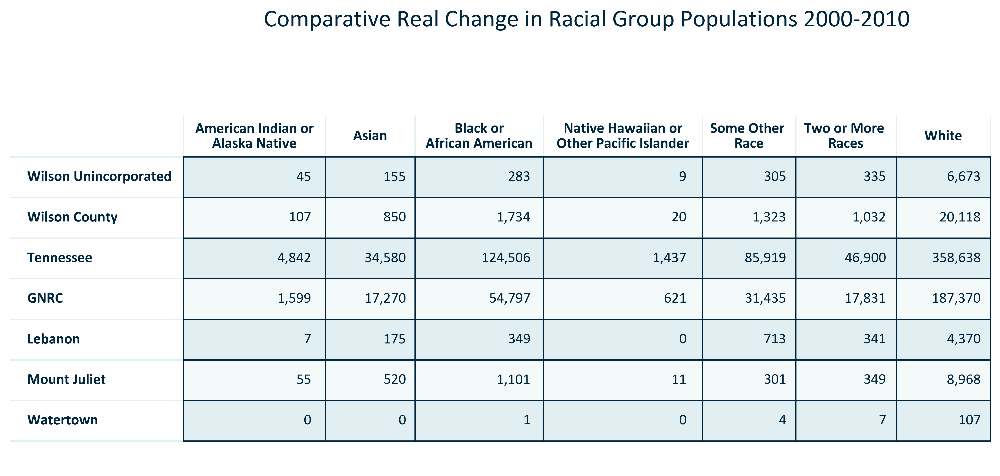 Comparative Real Change in Racial Group Populations 2000-2010
American Indian or Alaska Native Asian Black or African American Native Hawaiian or Other Pacific Islander Some Other Race Two or More Races White
Wilson Unincorporated 45 155 283 9 305 335 6,673
Wilson County 107 850 1,734 20 1,323 1,032 20,118
Tennessee 4,842 34,580 124,506 1,437 85,919 46,900 358,638
GNRC 1,599 17,270 54,797 621 31,435 17,831 187,370
Lebanon 7 175 349 0 713 341 4,370
Mount Juliet 55 520 1,101 11 301 349 8,968
Watertown 0 0 1 0 4 7 107